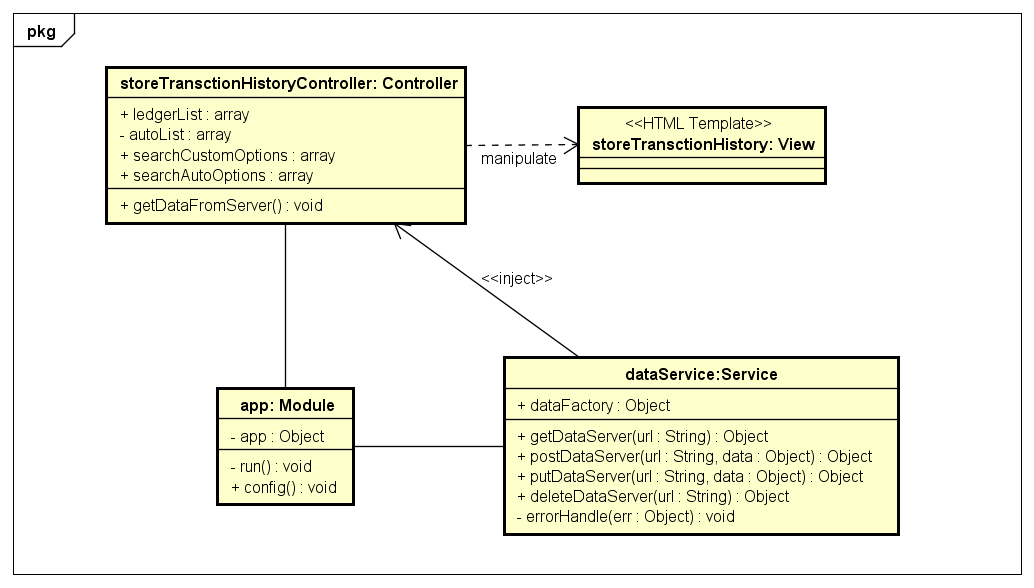 pkg
storeTransctionHistoryController: Controller
+ ledgerList : array
- autoList : array
+ searchCustomOptions : array
+ searchAutoOptions : array
+ getDataFromServer() : void
manipulate
<<HTML Template>>
storeTransctionHistory: View
<<inject>>
app: Module
- app : Object
- run() : void
+ config() : void
dataService:Service
+ dataFactory : Object
+ getDataServer(url : String) : Object
+ postDataServer(url : String, data : Object) : Object
+ putDataServer(url : String, data : Object) : Object
+ deleteDataServer(url : String) : Object
- errorHandle(err : Object) : void